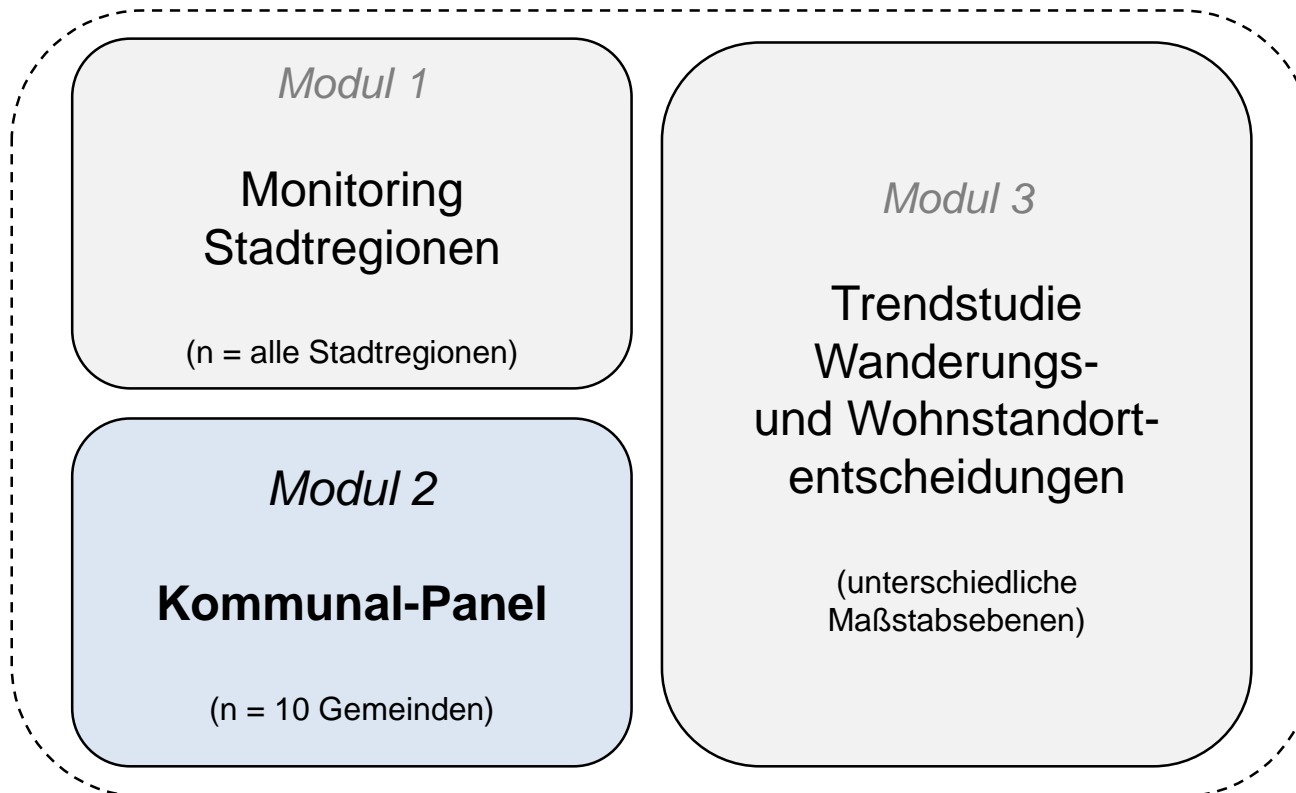 Modul 1
Monitoring
Stadtregionen
(n = alle Stadtregionen)
Modul 2
Kommunal-Panel
(n = 10 Gemeinden)
Modul 3
Trendstudie
Wanderungs-
und Wohnstandort-
entscheidungen
(unterschiedliche
Maßstabsebenen)